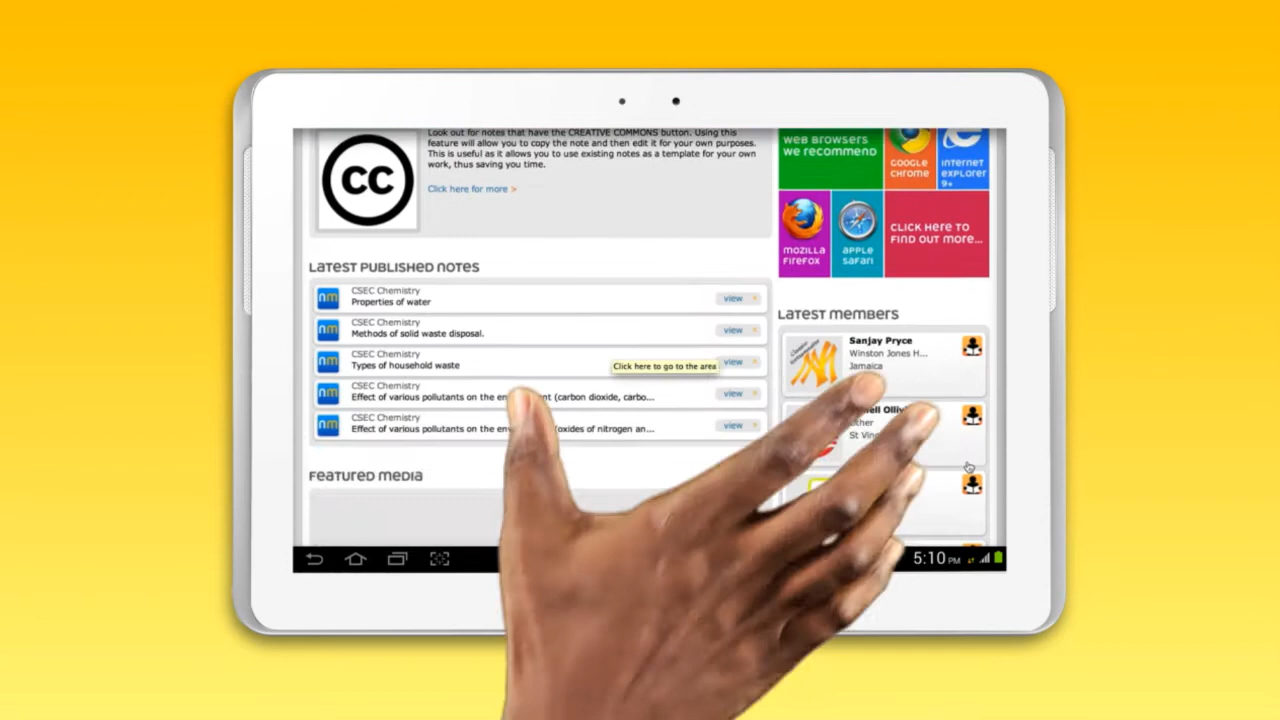 Look out for notes that have the CREATIVE COMMONS button. Using this
feature will allow you to copy the note and then edit it for your own purposes.
This is useful as it allows you to use existing notes as a template for your own
work, thus saving you time.
Click here for more >
cc
WEB BROWSERS
WE RECOMMEND
GOOGLE
CHROME
INTERNET
EXPLORER
9+
MOZILLA
FIREFOX
APPLE
SAFARI
CLICK HERE TO
FIND OUT MORE...
LATEST PUBLISHED NOTES
nm
CSEC Chemistry
Properties of water
view
nm
CSEC Chemistry
Methods of solid waste disposal.
view
nm
CSEC Chemistry
Types of household waste
Click here to go to the area
view
nm
CSEC Chemistry
Effect of various pollutants on the (carbon dioxide, carbo...
view
nm
CSEC Chemistry
Effect of various pollutants on the (oxides of nitrogen an...
view
FEATURED MEDIA
LATEST MEMBERS
Sanjay Pryce
Winston Jones H...
Jamaica
St
5:10 PM